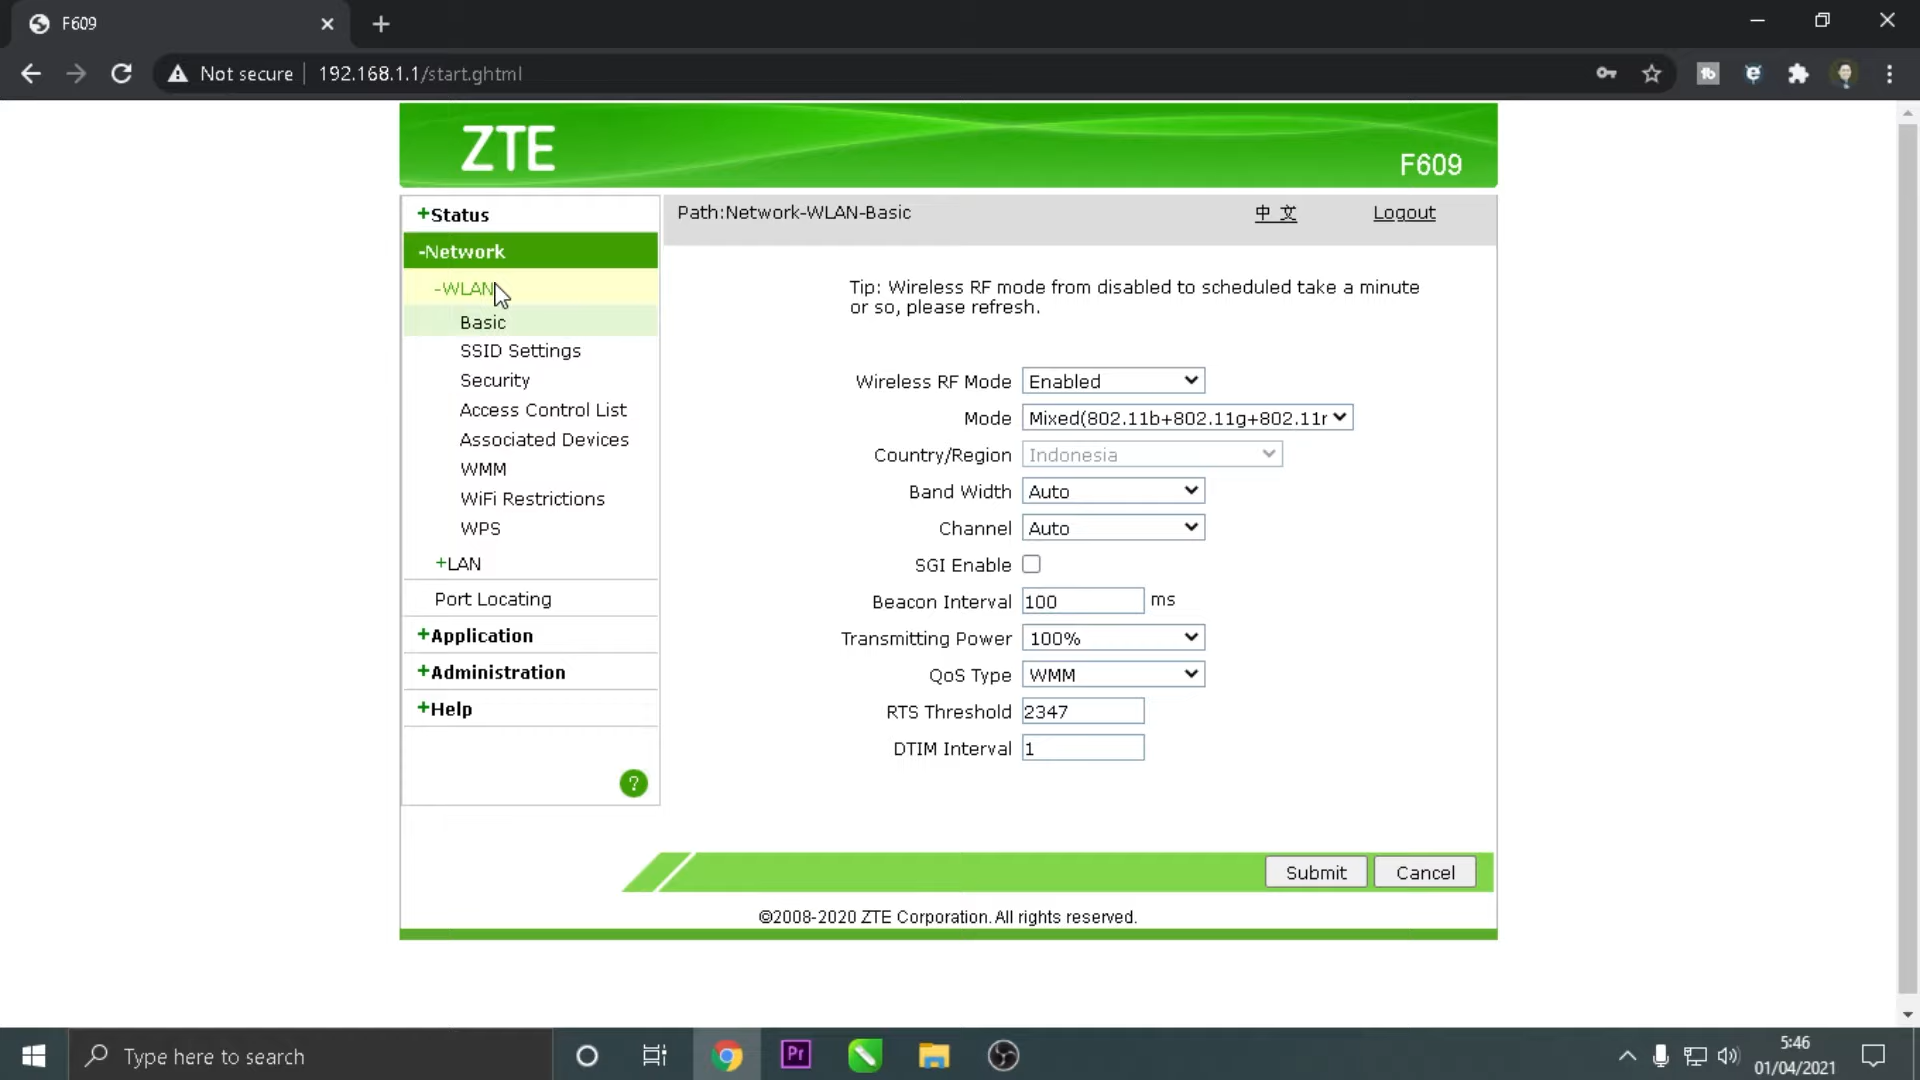 F609
Not secure
192.168.1.1/start.ghtml
ZTE
F609
+Status
-Network
-WLAN
Basic
SSID Settings
Security
Access Control List
Associated Devices
WMM
WiFi Restrictions
WPS
+LAN
Port Locating
+Application
+Administration
+Help
?
Path:Network-WLAN-Basic
中 文
Logout
Tip: Wireless RF mode from disabled to scheduled take a minute
or so, please refresh.
Wireless RF Mode Enabled
Mode Mixed(802.11b+802.11g+802.11r
Country/Region Indonesia
Band Width Auto
Channel Auto
SGI Enable
Beacon Interval 100 ms
Transmitting Power 100%
QoS Type WMM
RTS Threshold 2347
DTIM Interval 1
Submit
Cancel
©2008-2020 ZTE Corporation. All rights reserved.
Type here to search
Pr
5:46
01/04/2021